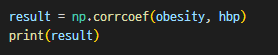 result = np.corrcoef(obesity, hbp)
print(result)